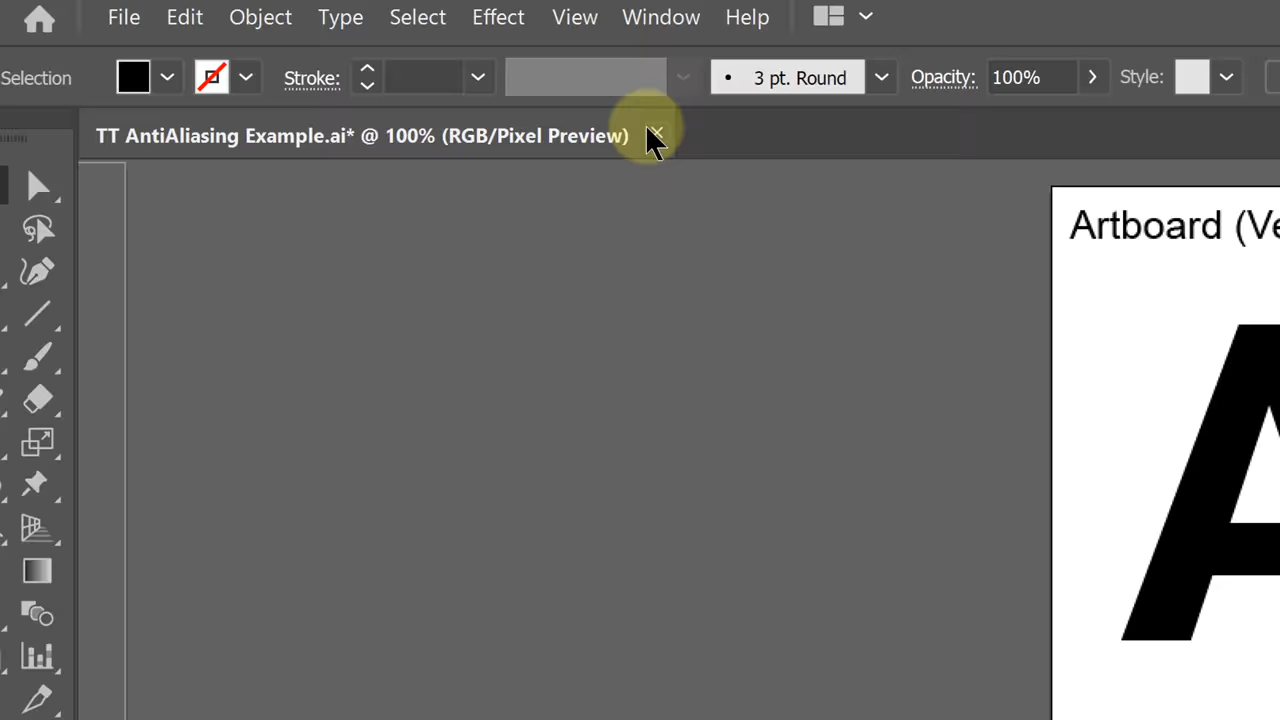 File Edit Object Type Select Effect View Window Help
Selection Stroke: 3 pt. Round Opacity: 100% Style:
TT AntiAliasing Example.ai* @ 100% (RGB/Pixel Preview)
Artboard (Ve
A